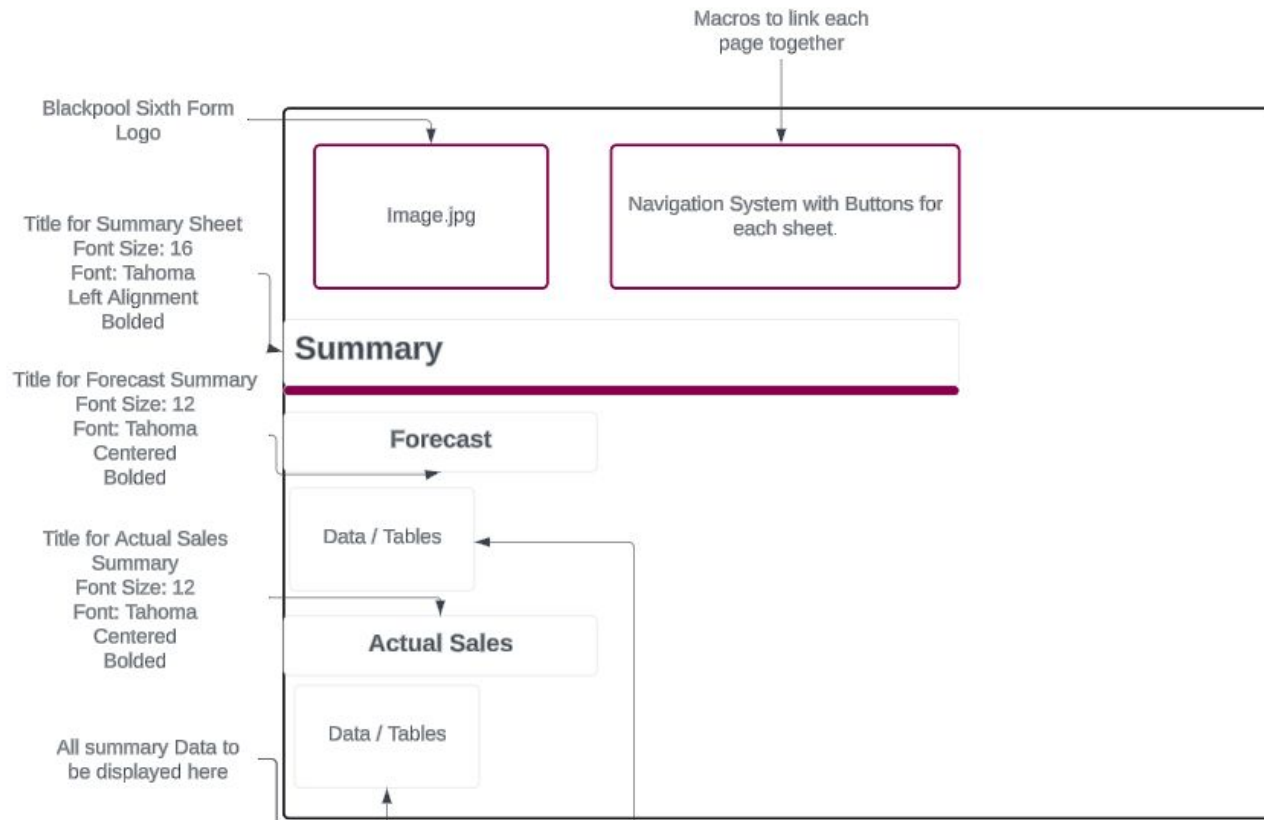 Macros to link each
page together
Blackpool Sixth Form
Logo
Image.jpg
Navigation System with Buttons for
each sheet.
Title for Summary Sheet
Font Size: 16
Font: Tahoma
Left Alignment
Bolded
Summary
Title for Forecast Summary
Font Size: 12
Font: Tahoma
Centered
Bolded
Forecast
Data / Tables
Title for Actual Sales
Summary
Font Size: 12
Font: Tahoma
Centered
Bolded
Actual Sales
Data / Tables
All summary Data to
be displayed here